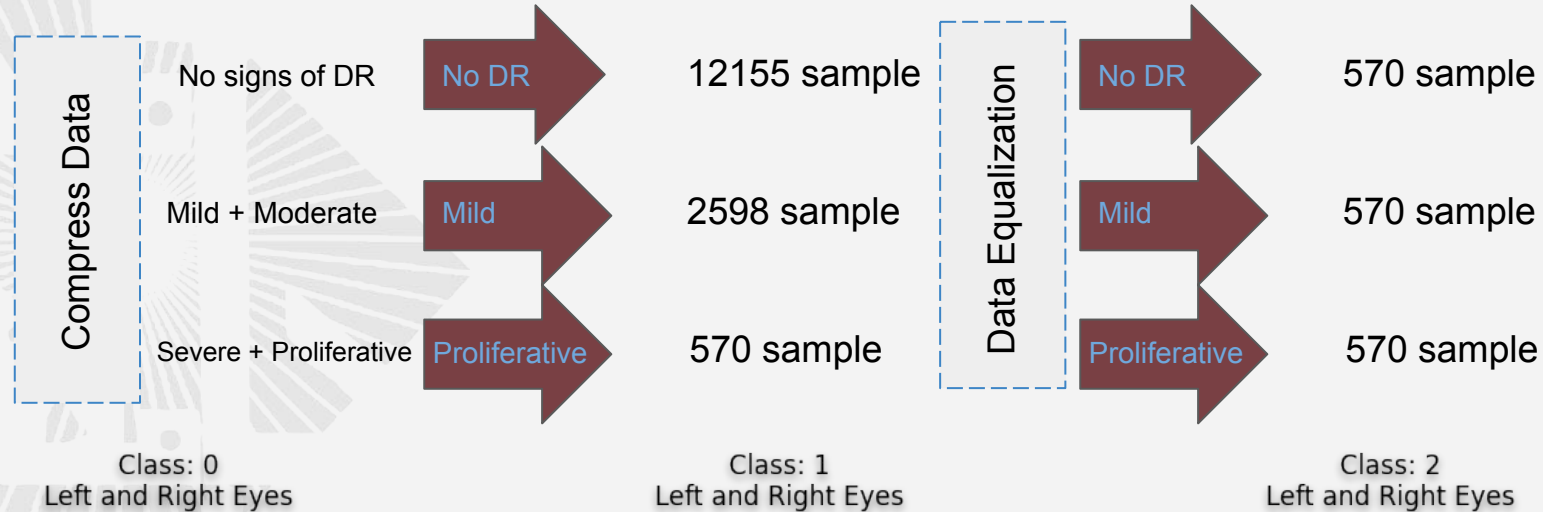 Compress Data
No signs of DR
No DR
12155 sample
Mild + Moderate
Mild
2598 sample
Severe + Proliferative
Proliferative
570 sample
Data Equalization
No DR
570 sample
Mild
570 sample
Proliferative
570 sample
Class: 0
Left and Right Eyes
Class: 1
Left and Right Eyes
Class: 2
Left and Right Eyes